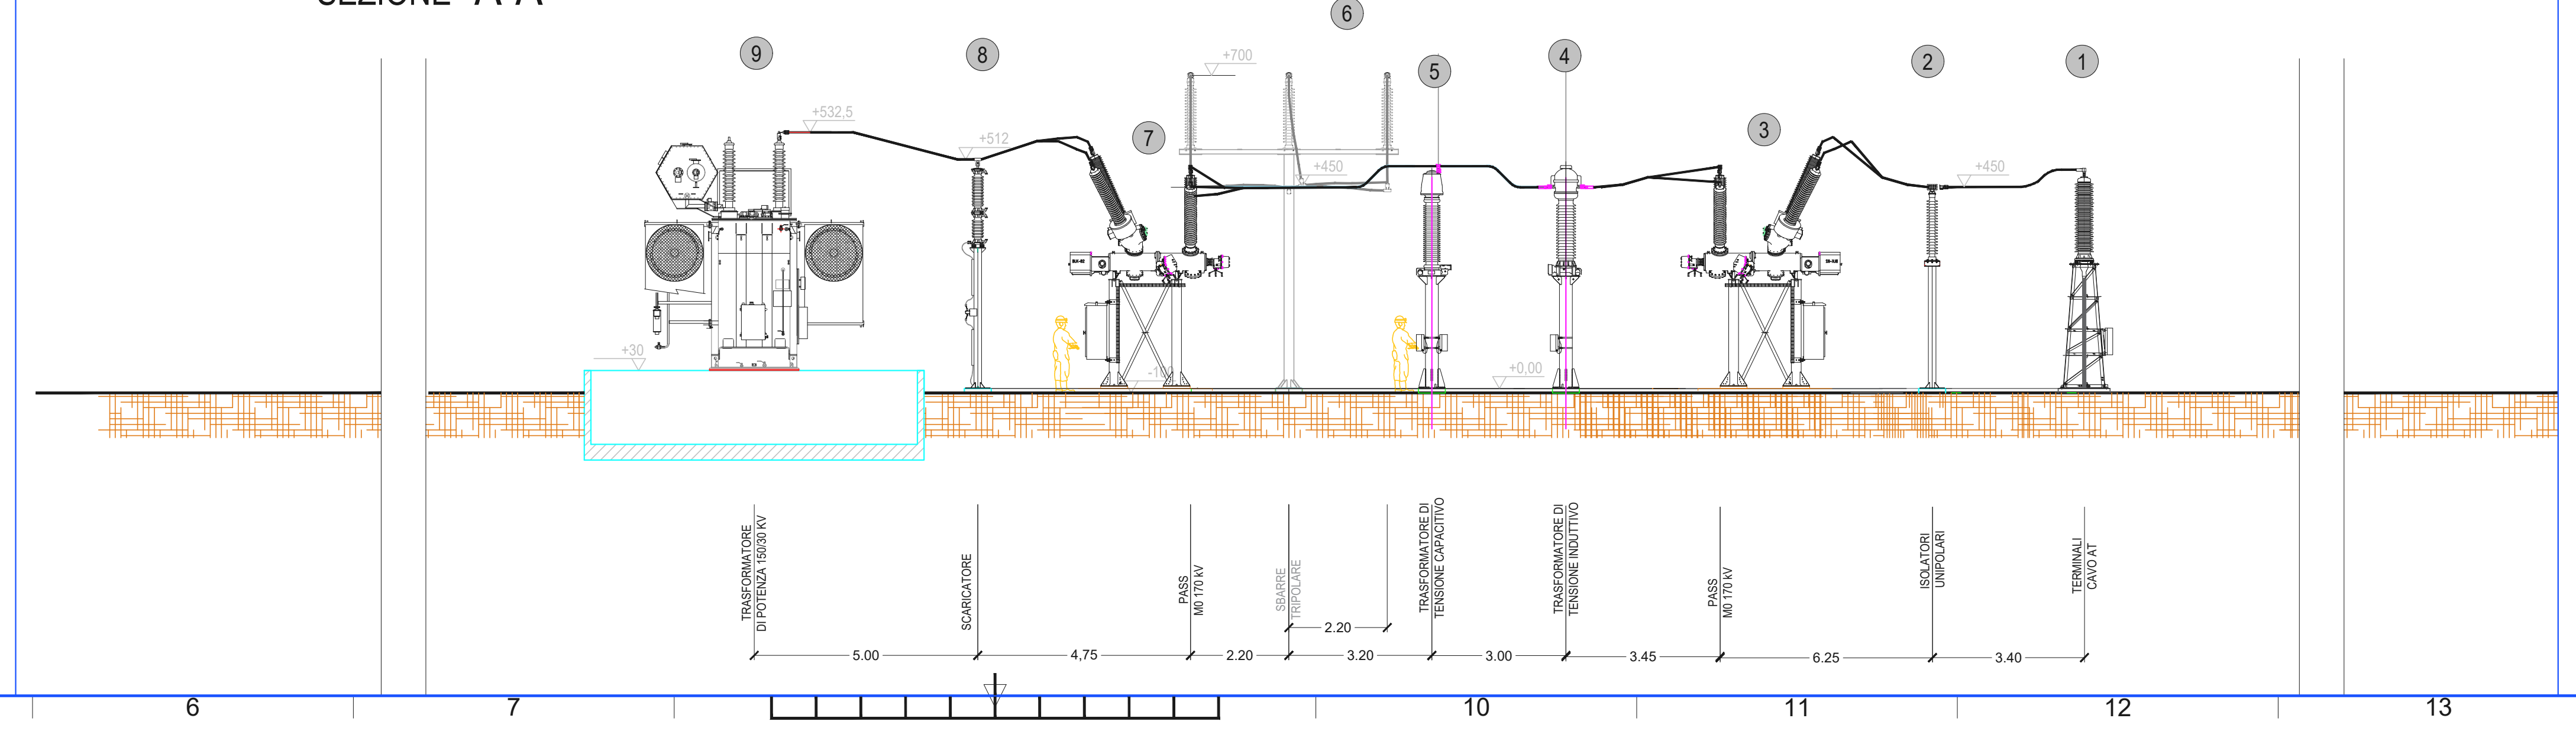 SEZIONE "A-A"
6
9
8
5
4
2
1
+700
7
3
+532,5
+512
+450
+450
+30
-10
+0,00
TRASFORMATORE
DI POTENZA 150/30 KV
SCARICATORE
PASS
M0 170 kV
SBARRE
TRIPOLARE
TRASFORMATORE DI
TENSIONE CAPACITIVO
TRASFORMATORE DI
TENSIONE INDUTTIVO
PASS
M0 170 kV
ISOLATORI
UNIPOLARI
TERMINALI
CAVO AT
2.20
5.00
4,75
2.20
3.20
3.00
3.45
6.25
3.40
6
7
10
11
12
13